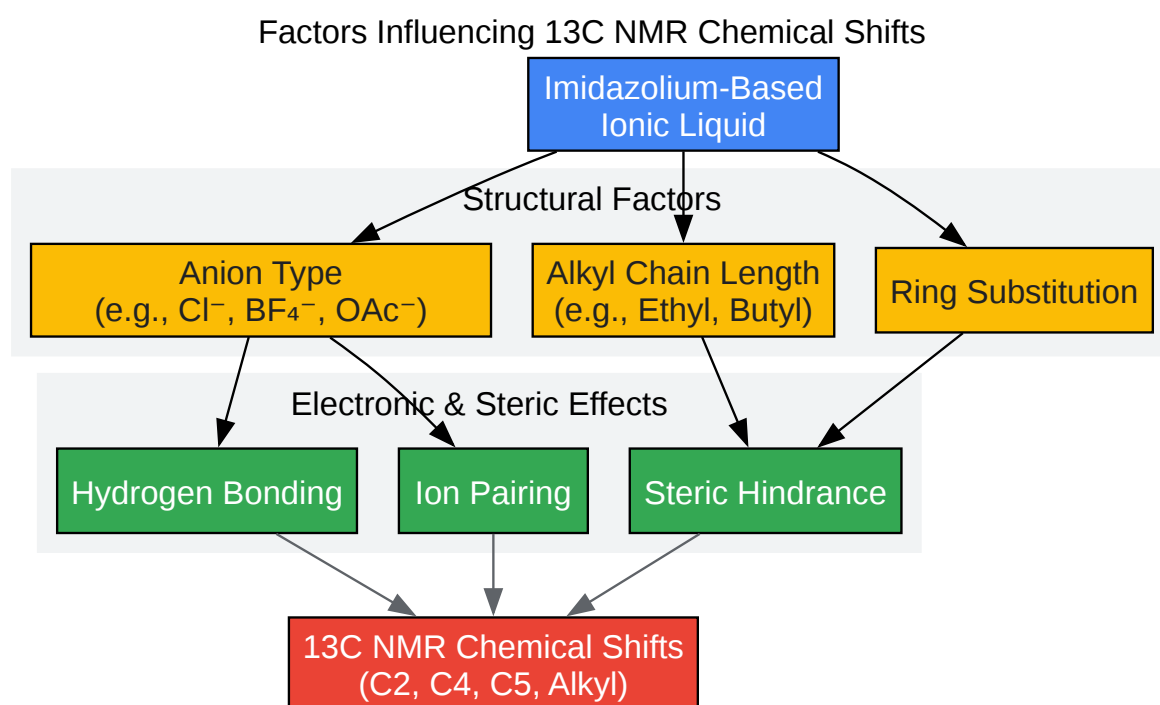 Factors Influencing 13C NMR Chemical Shifts
Imidazolium-Based
Ionic Liquid
Structural Factors
Anion Type
(e.g., Cl⁻, BF₄⁻, OAc⁻)
Alkyl Chain Length
(e.g., Ethyl, Butyl)
Ring Substitution
Electronic & Steric Effects
Hydrogen Bonding
Ion Pairing
Steric Hindrance
13C NMR Chemical Shifts
(C2, C4, C5, Alkyl)